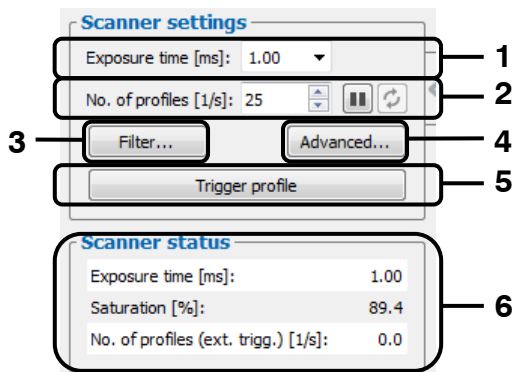 Scanner settings
Exposure time [ms]: 1.00 1
No. of profiles [1/s]: 25 2
3 Filter... Advanced... 4
Trigger profile 5
Scanner status
Exposure time [ms]: 1.00
Saturation [%]: 89.4 6
No. of profiles (ext. trigg.) [1/s]: 0.0